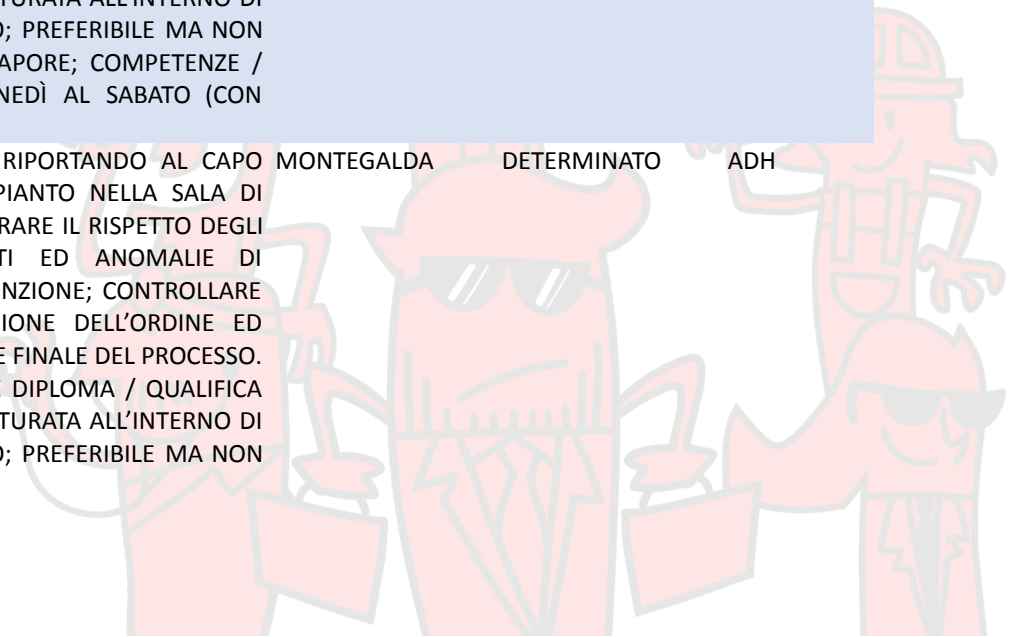 TURATA ALL'INTERNO DI
O; PREFERIBILE MA NON
APORE; COMPETENZE /
NEDÌ AL SABATO (CON
RIPORTANDO AL CAPO MONTEGALDA DETERMINATO ADH
PIANTO NELLA SALA DI
RARE IL RISPETTO DEGLI
TI ED ANOMALIE DI
NZIONE; CONTROLLARE
IONE DELL'ORDINE ED
E FINALE DEL PROCESSO.
E DIPLOMA / QUALIFICA
TURATA ALL'INTERNO DI
O; PREFERIBILE MA NON